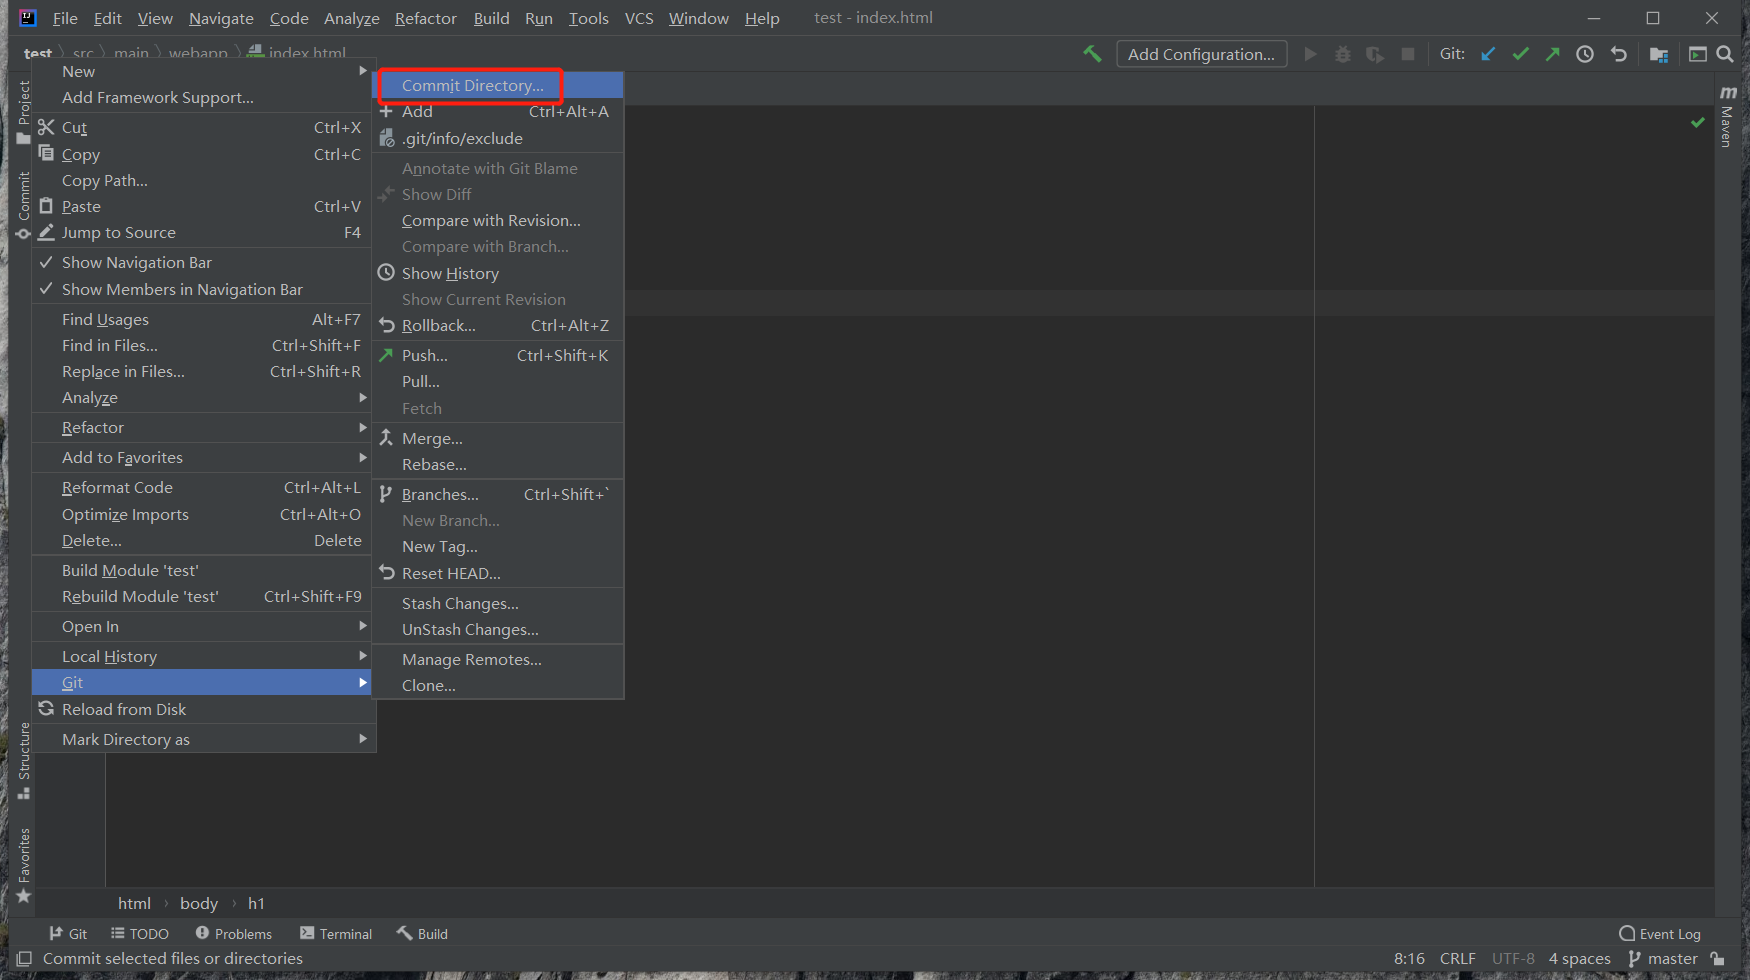 File Edit View Navigate Code Analyze Refactor Build Run Tools VCS Window Help test - index.html
test src main webapp index.html
Add Configuration... Git:
New
Add Framework Support...
Cut Ctrl+X
Copy Ctrl+C
Copy Path...
Paste Ctrl+V
Jump to Source F4
Show Navigation Bar
Show Members in Navigation Bar
Find Usages Alt+F7
Find in Files... Ctrl+Shift+F
Replace in Files... Ctrl+Shift+R
Analyze
Refactor
Add to Favorites
Reformat Code Ctrl+Alt+L
Optimize Imports Ctrl+Alt+O
Delete... Delete
Build Module 'test'
Rebuild Module 'test' Ctrl+Shift+F9
Open In
Local History
Git
Reload from Disk
Mark Directory as
Commit Directory...
Add Ctrl+Alt+A
.git/info/exclude
Annotate with Git Blame
Show Diff
Compare with Revision...
Compare with Branch...
Show History
Show Current Revision
Rollback... Ctrl+Alt+Z
Push... Ctrl+Shift+K
Pull...
Fetch
Merge...
Rebase...
Branches... Ctrl+Shift+`
New Branch...
New Tag...
Reset HEAD...
Stash Changes...
UnStash Changes...
Manage Remotes...
Clone...
Project
Commit
Structure
Favorites
m
Maven
html body h1
Git TODO Problems Terminal Build Event Log
Commit selected files or directories 8:16 CRLF UTF-8 4 spaces master